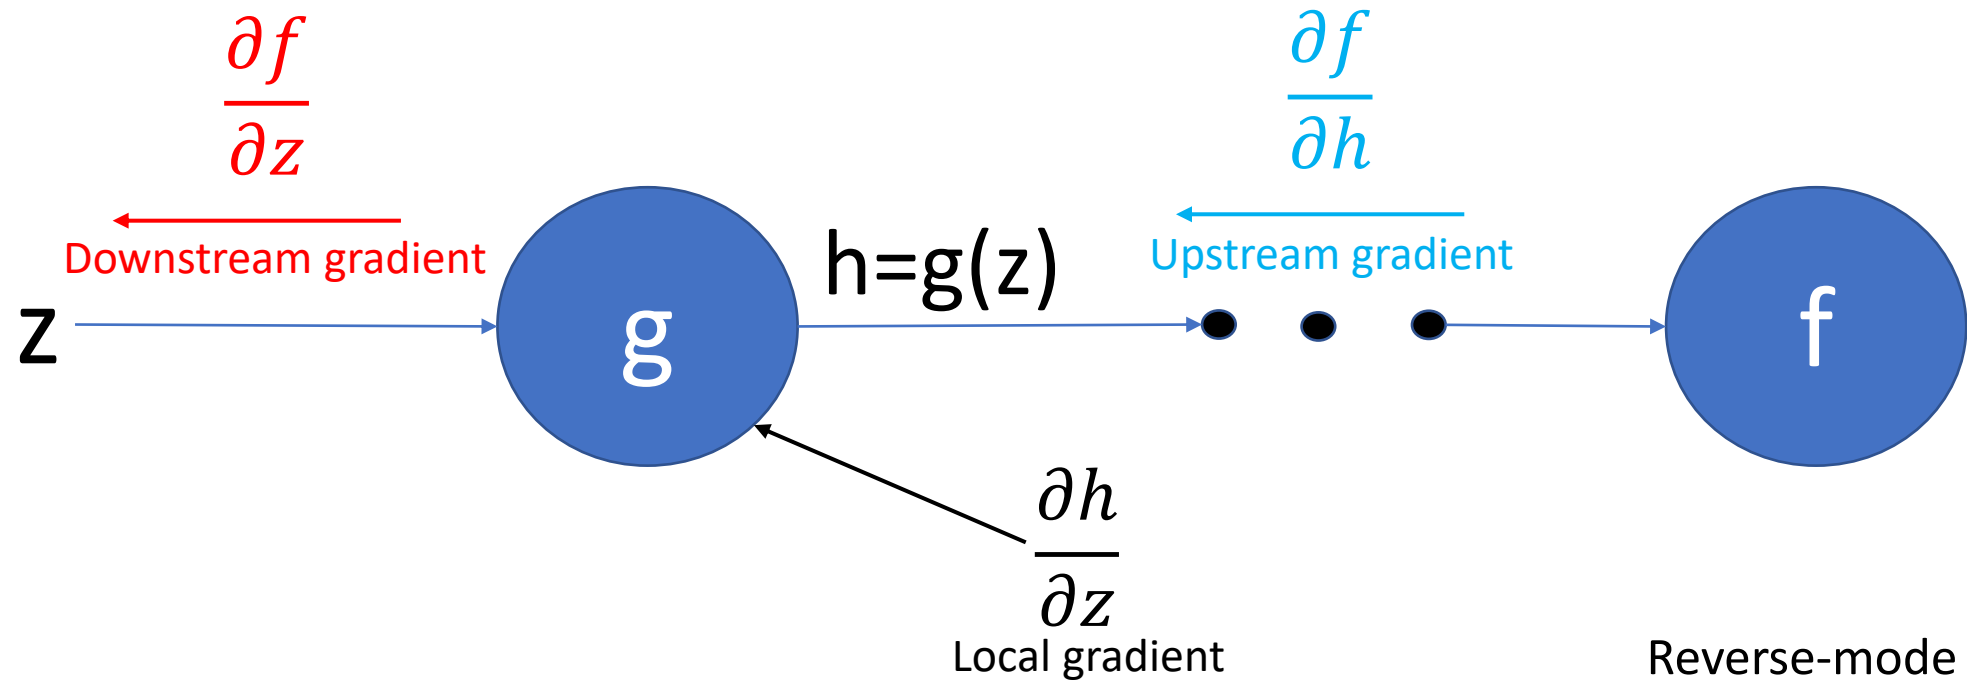 ∂f
∂z
Downstream gradient
∂f
∂h
Upstream gradient
z
g
h=g(z)
f
∂h
∂z
Local gradient
Reverse-mode